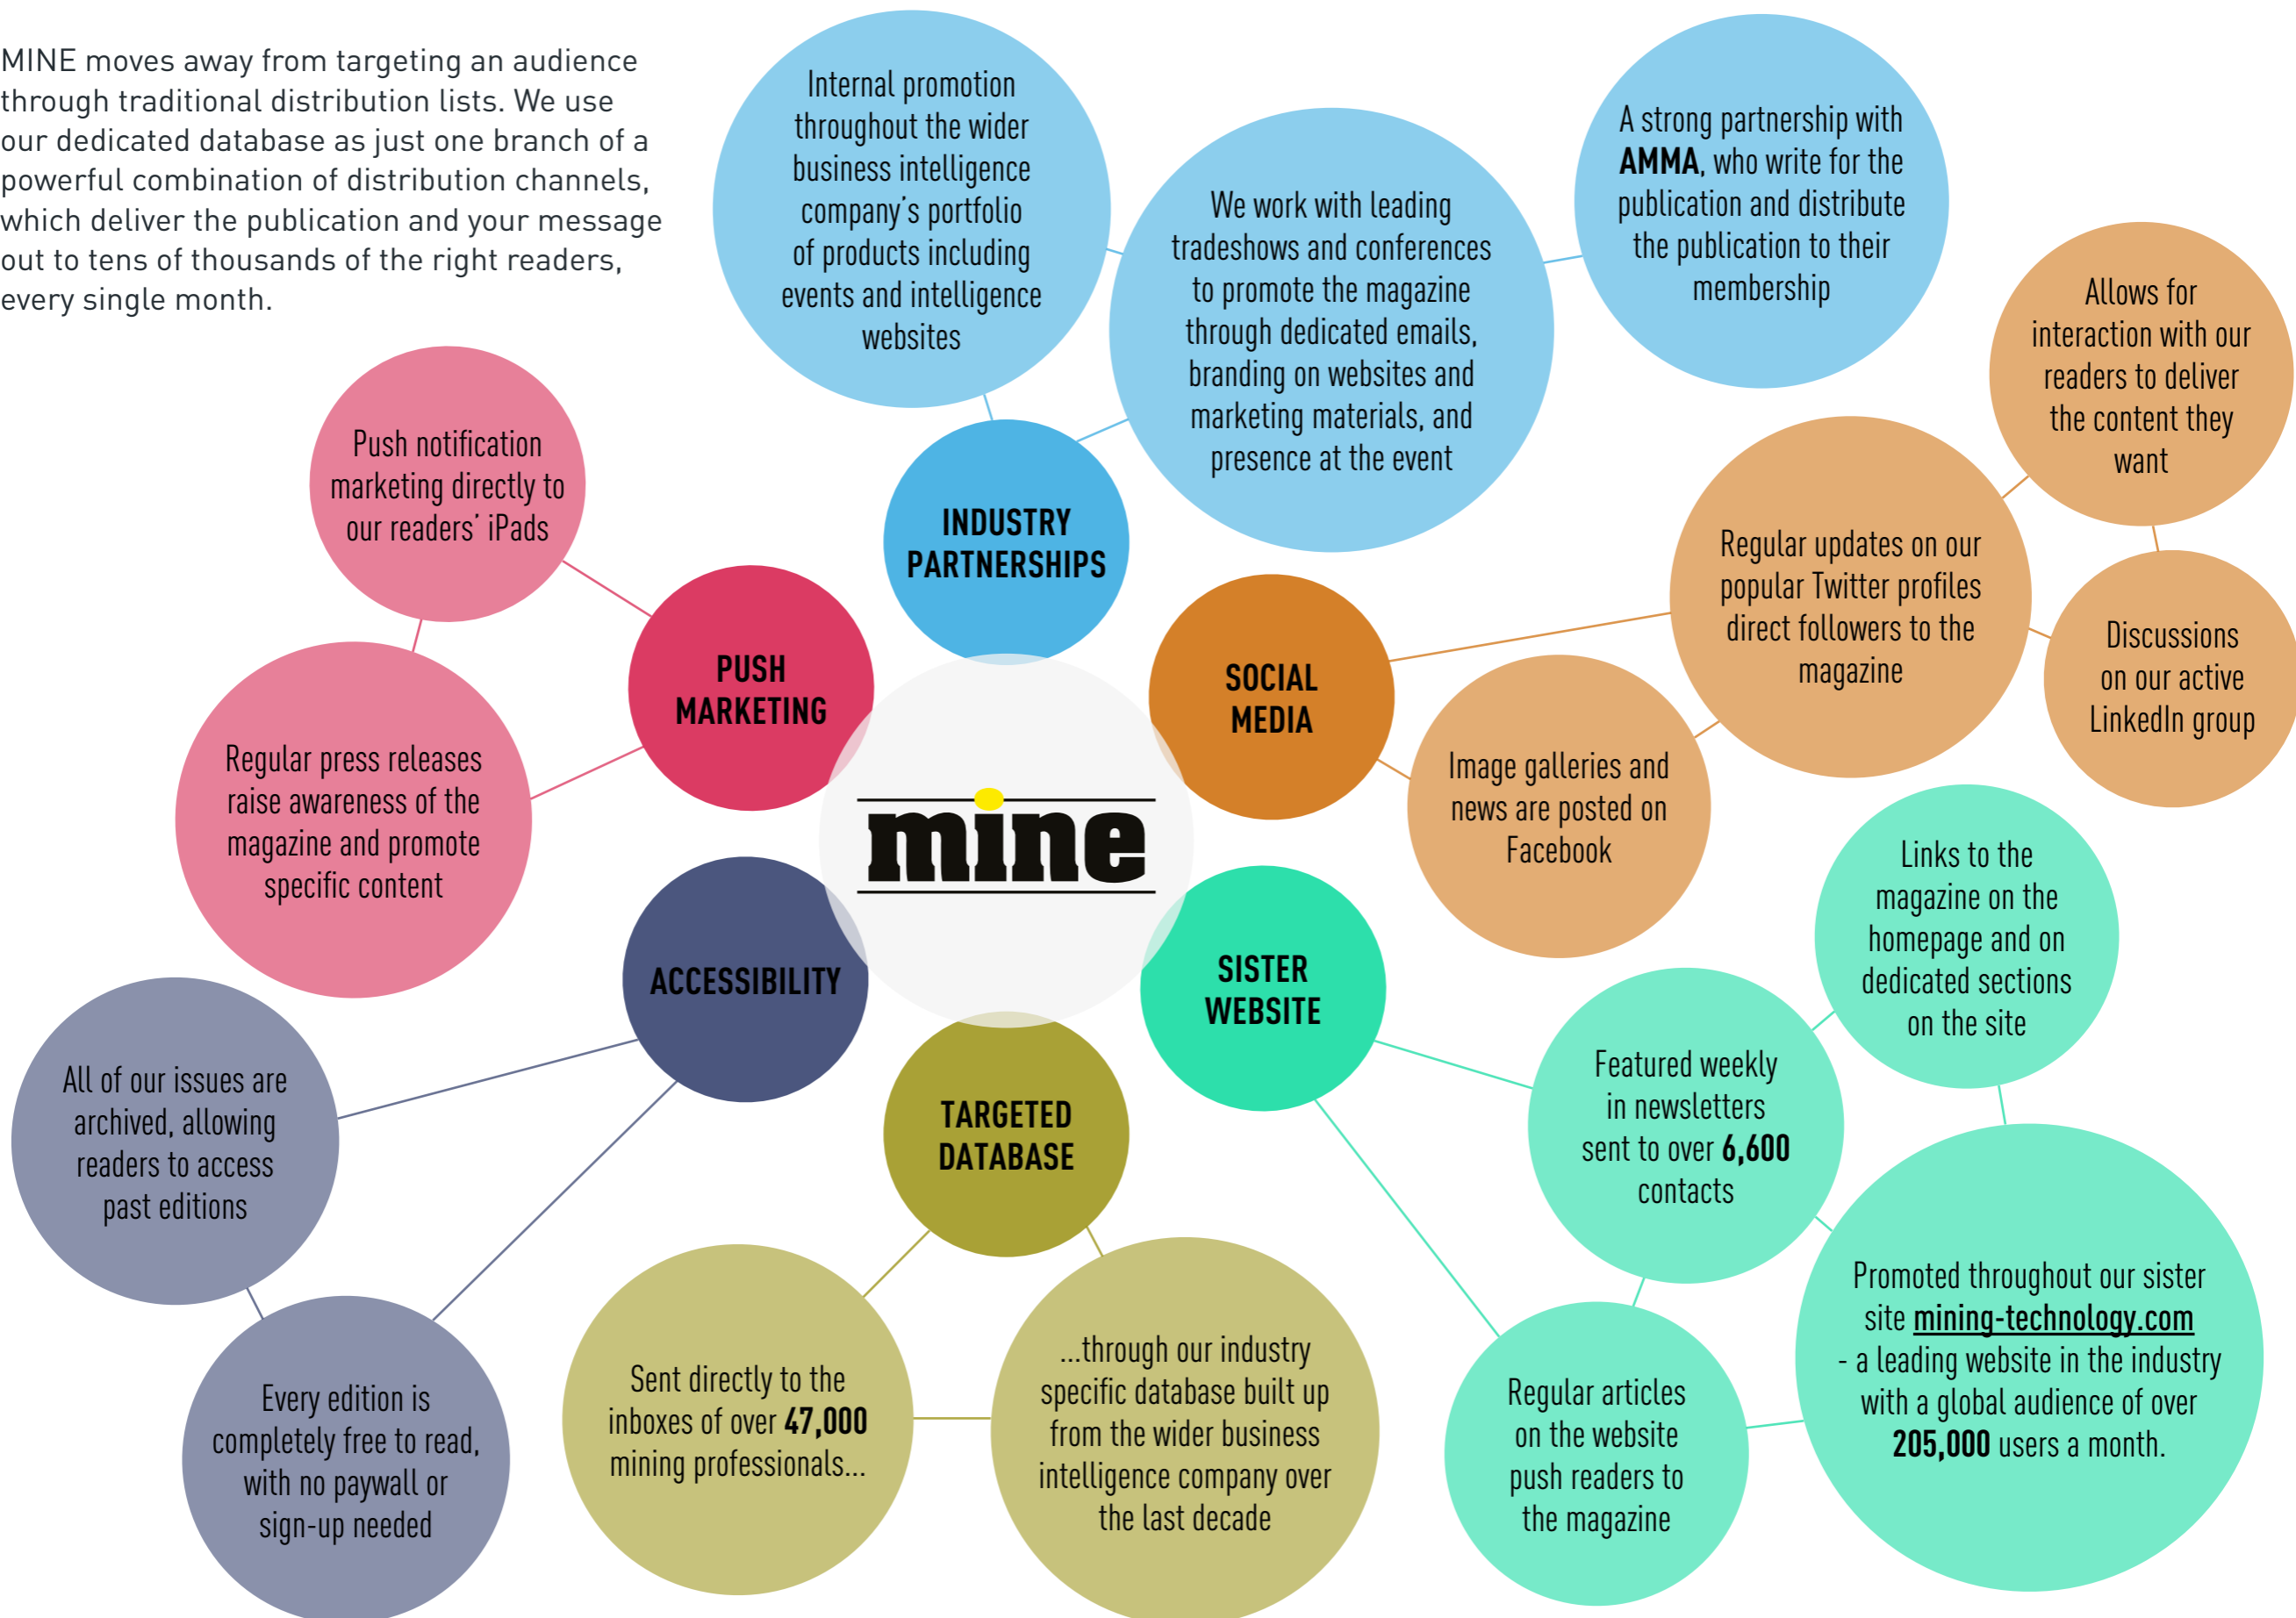 MINE moves away from targeting an audience
through traditional distribution lists. We use
our dedicated database as just one branch of a
powerful combination of distribution channels,
which deliver the publication and your message
out to tens of thousands of the right readers,
every single month.
Internal promotion
throughout the wider
business intelligence
company's portfolio
of products including
events and intelligence
websites
We work with leading
tradeshows and conferences
to promote the magazine
through dedicated emails,
branding on websites and
marketing materials, and
presence at the event
A strong partnership with
AMMA, who write for the
publication and distribute
the publication to their
membership
INDUSTRY
PARTNERSHIPS
Push notification
marketing directly to
our readers' iPads
Regular press releases
raise awareness of the
magazine and promote
specific content
PUSH
MARKETING
SOCIAL
MEDIA
Allows for
interaction with our
readers to deliver
the content they
want
Regular updates on our
popular Twitter profiles
direct followers to the
magazine
Discussions
on our active
LinkedIn group
Image galleries and
news are posted on
Facebook
mine
ACCESSIBILITY
All of our issues are
archived, allowing
readers to access
past editions
Every edition is
completely free to read,
with no paywall or
sign-up needed
TARGETED
DATABASE
Sent directly to the
inboxes of over 47,000
mining professionals...
...through our industry
specific database built up
from the wider business
intelligence company over
the last decade
SISTER
WEBSITE
Links to the
magazine on the
homepage and on
dedicated sections
on the site
Featured weekly
in newsletters
sent to over 6,600
contacts
Regular articles
on the website
push readers to
the magazine
Promoted throughout our sister
site mining-technology.com
- a leading website in the industry
with a global audience of over
205,000 users a month.